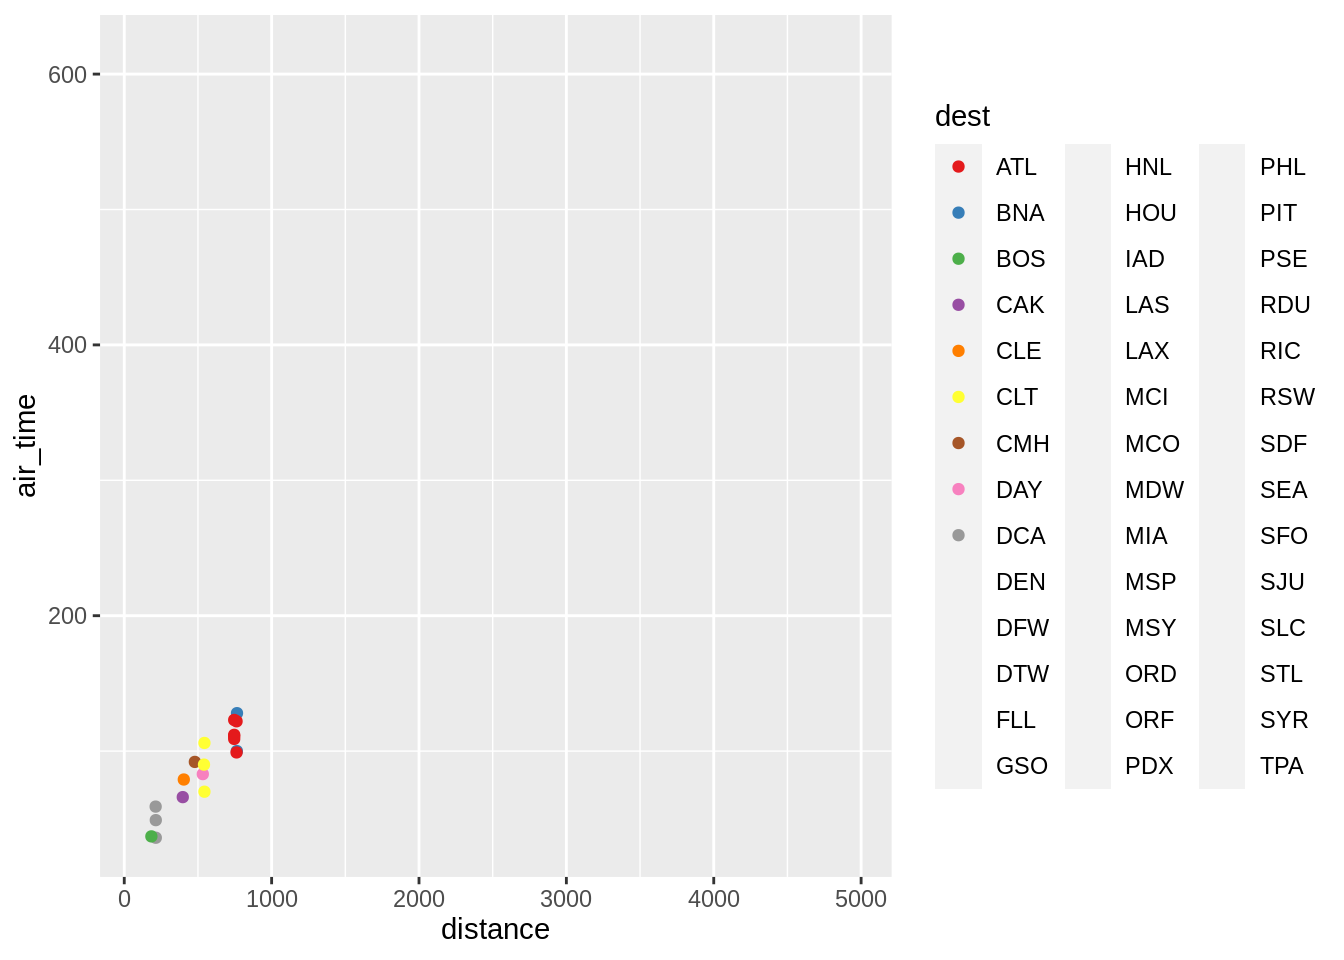 600
400
200
air_time
0 1000 2000 3000 4000 5000
distance
dest
ATL HNL PHL
BNA HOU PIT
BOS IAD PSE
CAK LAS RDU
CLE LAX RIC
CLT MCI RSW
CMH MCO SDF
DAY MDW SEA
DCA MIA SFO
DEN MSP SJU
DFW MSY SLC
DTW ORD STL
FLL ORF SYR
GSO PDX TPA